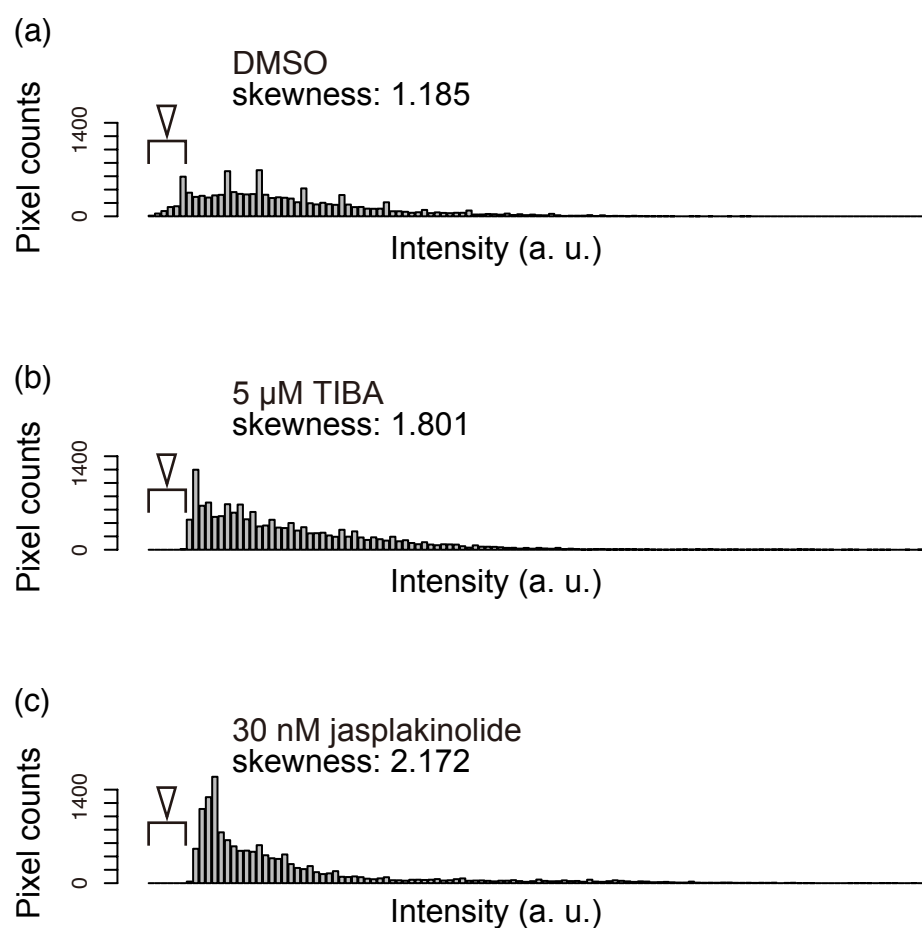 (a)
DMSO
skewness: 1.185
Pixel counts
1400
0
Intensity (a. u.)
(b)
5 µM TIBA
skewness: 1.801
Pixel counts
1400
0
Intensity (a. u.)
(c)
30 nM jasplakinolide
skewness: 2.172
Pixel counts
1400
0
Intensity (a. u.)